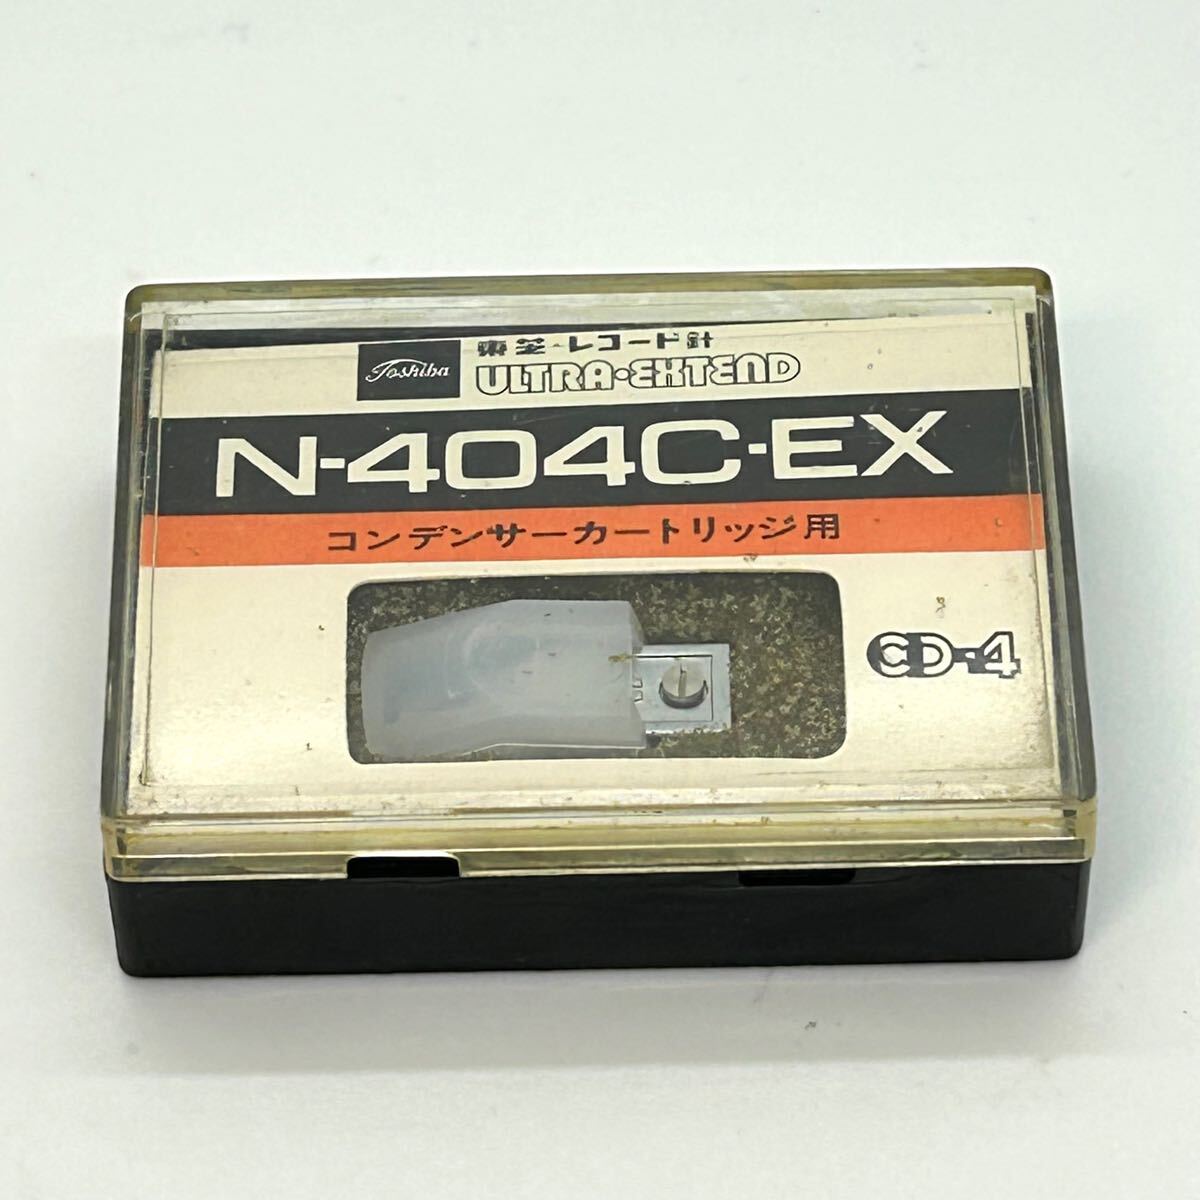 Toshiba
東芝レコード針
ULTRA・EXTEND
N-404C・EX
コンデンサーカートリッジ用
CD-4